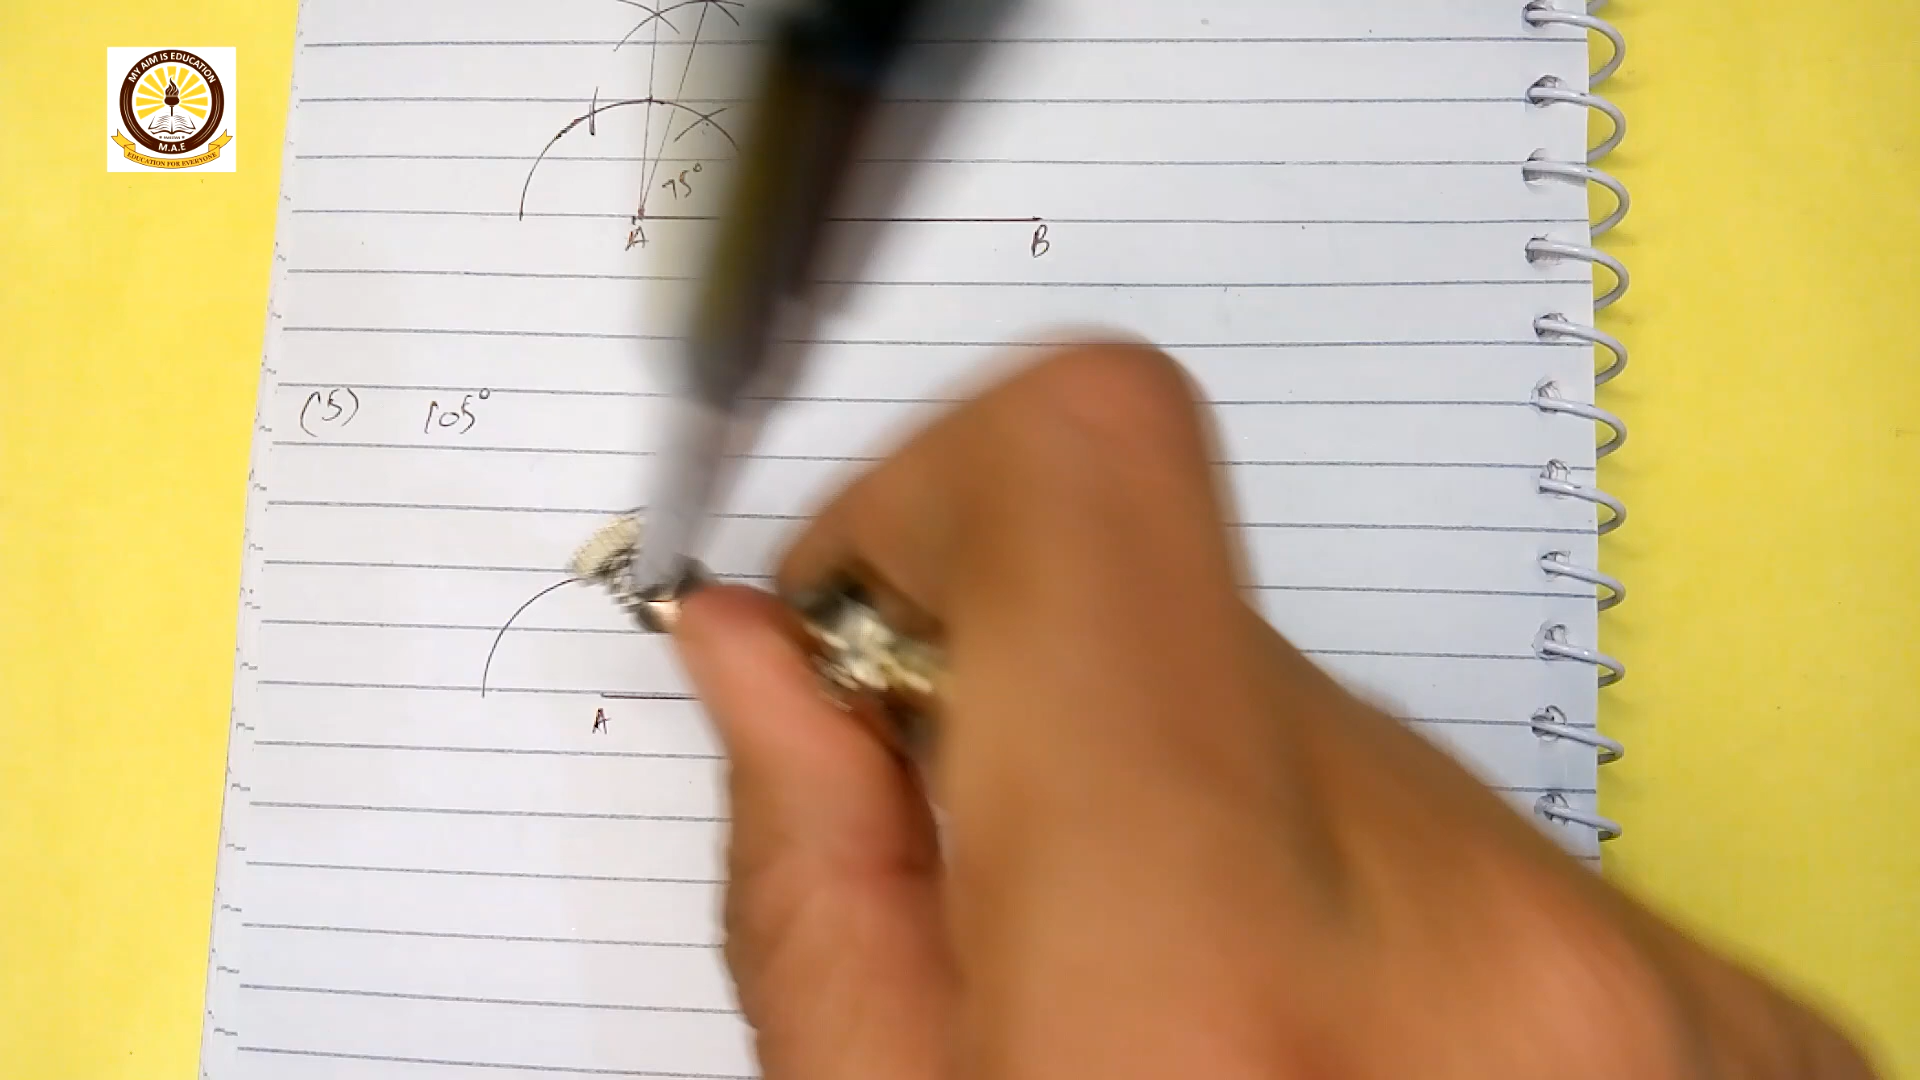 MY AIM IS EDUCATION
M.A.E
EDUCATION FOR EVERYONE
75°
A B
(5) 105°
A